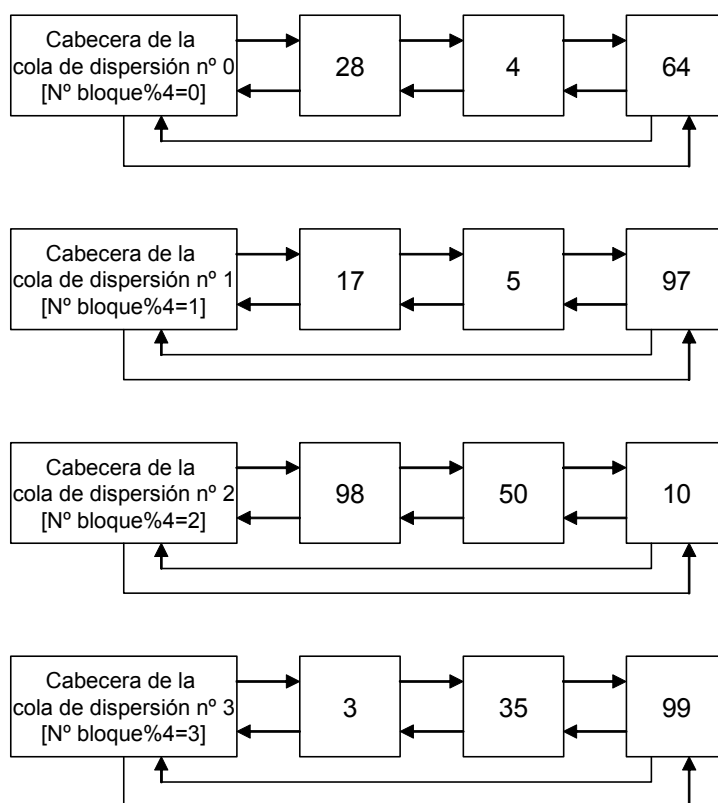 Cabecera de la
cola de dispersión nº 0
[Nº bloque%4=0]
28
4
64
Cabecera de la
cola de dispersión nº 1
[Nº bloque%4=1]
17
5
97
Cabecera de la
cola de dispersión nº 2
[Nº bloque%4=2]
98
50
10
Cabecera de la
cola de dispersión nº 3
[Nº bloque%4=3]
3
35
99